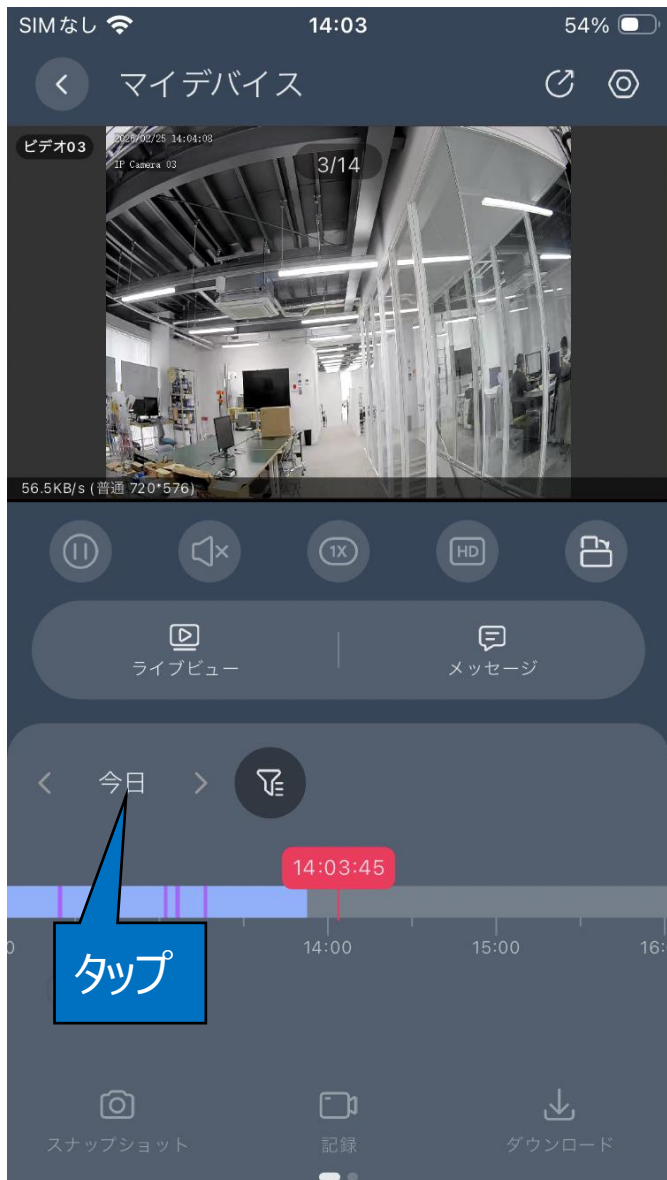 SIMなし 14:03 54%
マイデバイス
ビデオ03
2025/02/25 14:04:08
IP Camera 03
3/14
56.5KB/s (普通 720*576)
1X
HD
ライブビュー
メッセージ
今日
14:03:45
14:00 15:00 16:
タップ
スナップショット
記録
ダウンロード